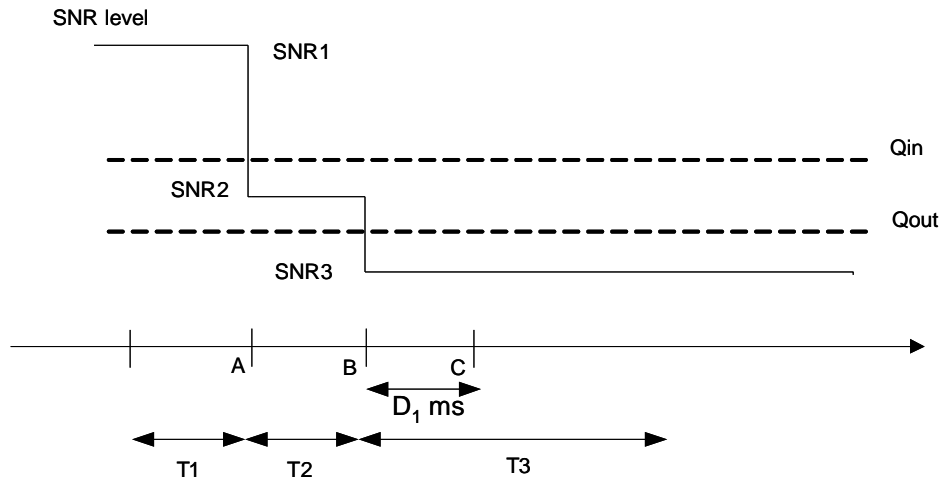 SNR level
SNR1
Qin
SNR2
Qout
SNR3
A B C
D₁ ms
T1 T2 T3